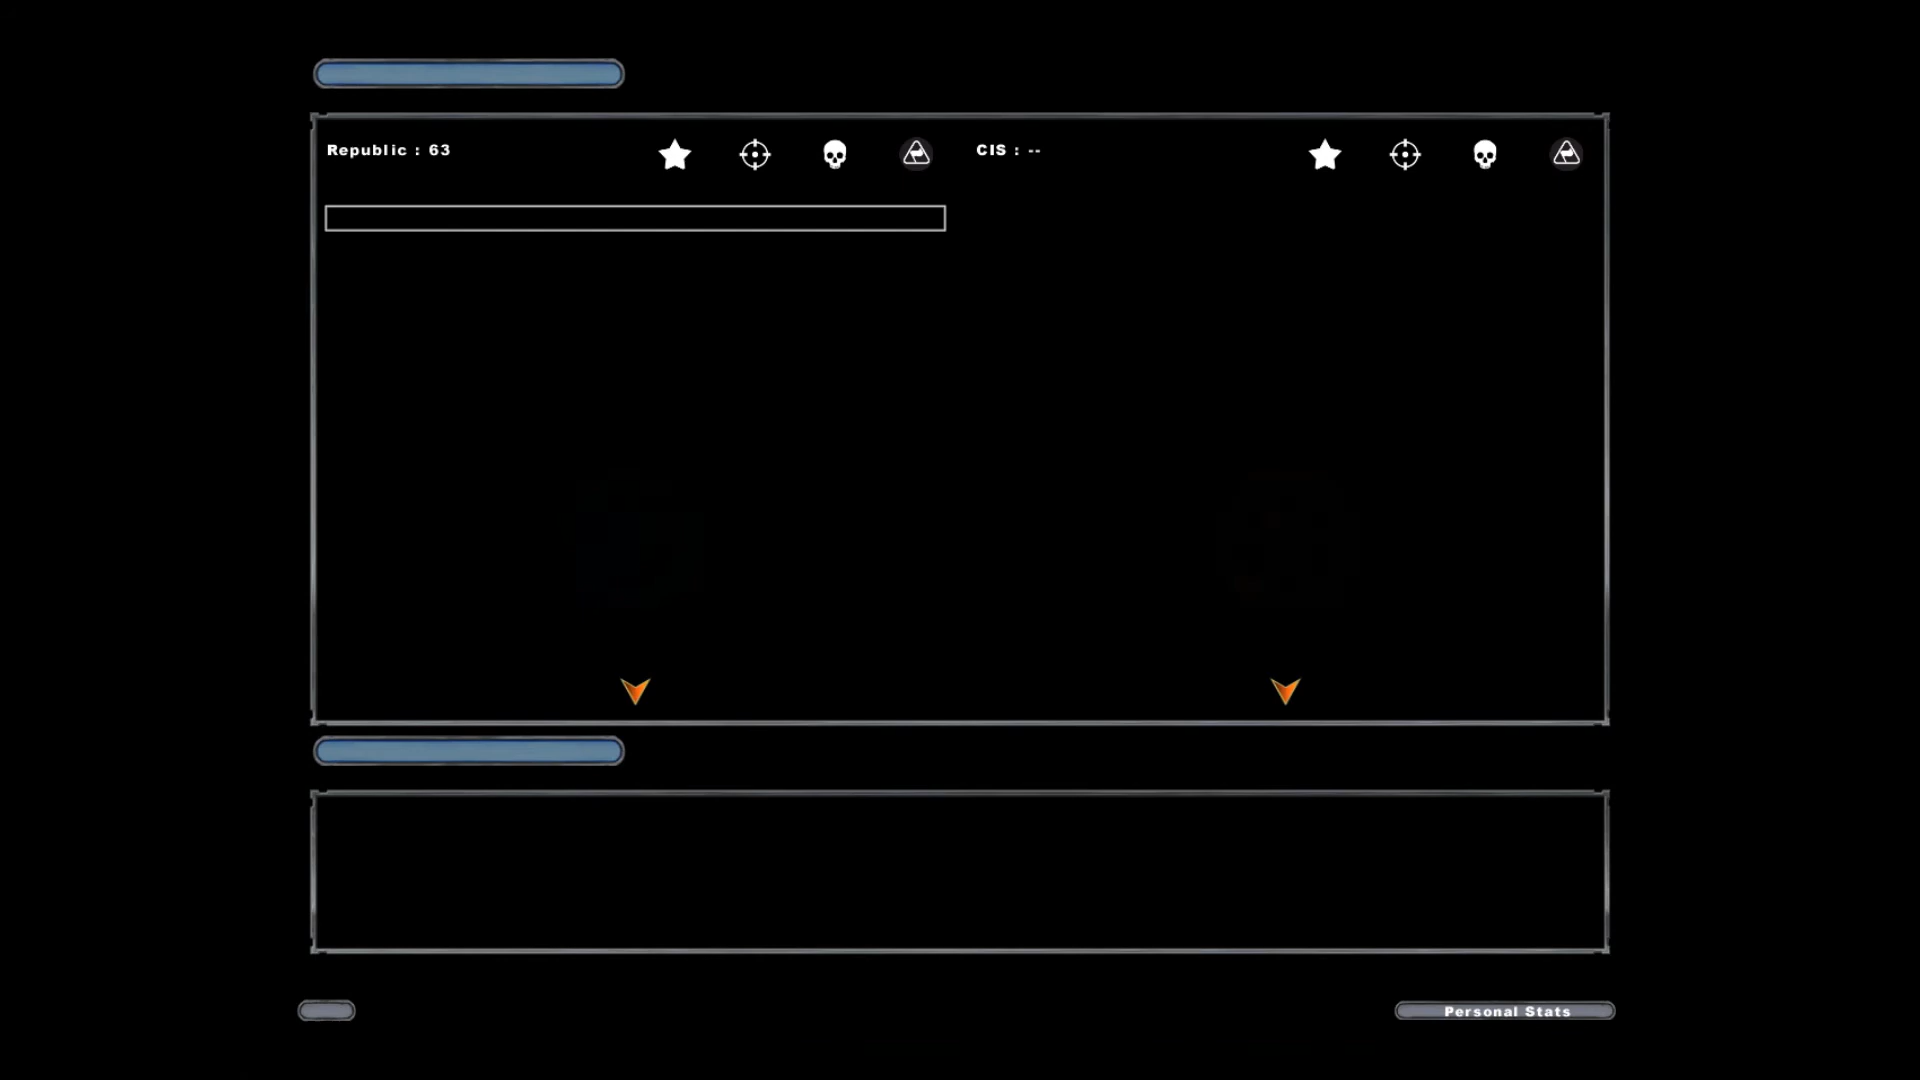 Republic : 63
CIS : --
Personal Stats